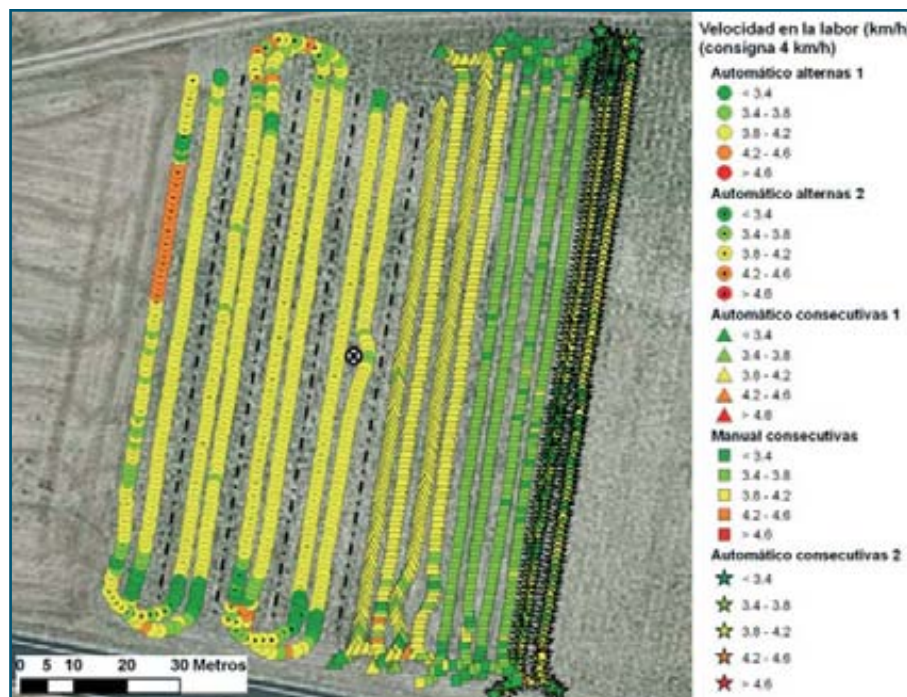 Velocidad en la labor (km/h)
(consigna 4 km/h)
Automático alternas 1
< 3.4
3.4 - 3.8
3.8 - 4.2
4.2 - 4.6
> 4.6
Automático alternas 2
< 3.4
3.4 - 3.8
3.8 - 4.2
4.2 - 4.6
> 4.6
Automático consecutivas 1
< 3.4
3.4 - 3.8
3.8 - 4.2
4.2 - 4.6
> 4.6
Manual consecutivas
< 3.4
3.4 - 3.8
3.8 - 4.2
4.2 - 4.6
> 4.6
Automático consecutivas 2
< 3.4
3.4 - 3.8
3.8 - 4.2
4.2 - 4.6
> 4.6
0 5 10 20 30 Metros